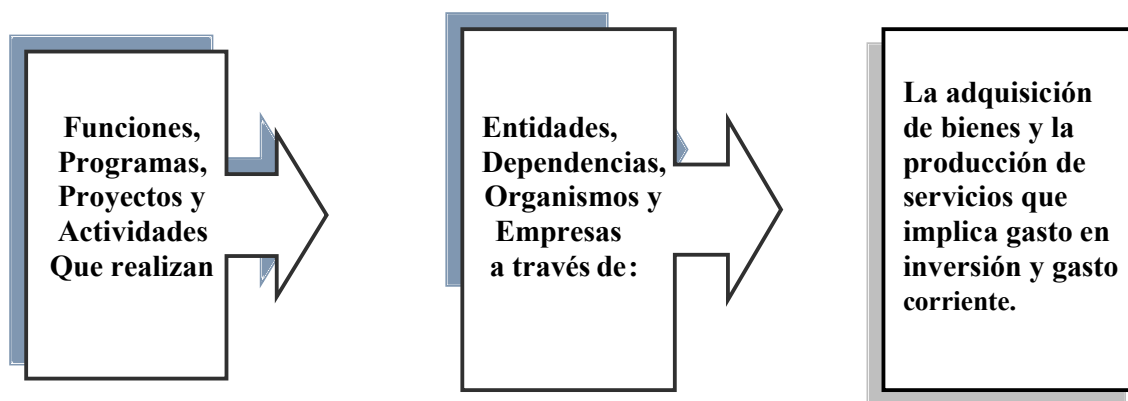 Funciones,
Programas,
Proyectos y
Actividades
Que realizan
Entidades,
Dependencias,
Organismos y
Empresas
a través de:
La adquisición
de bienes y la
producción de
servicios que
implica gasto en
inversión y gasto
corriente.